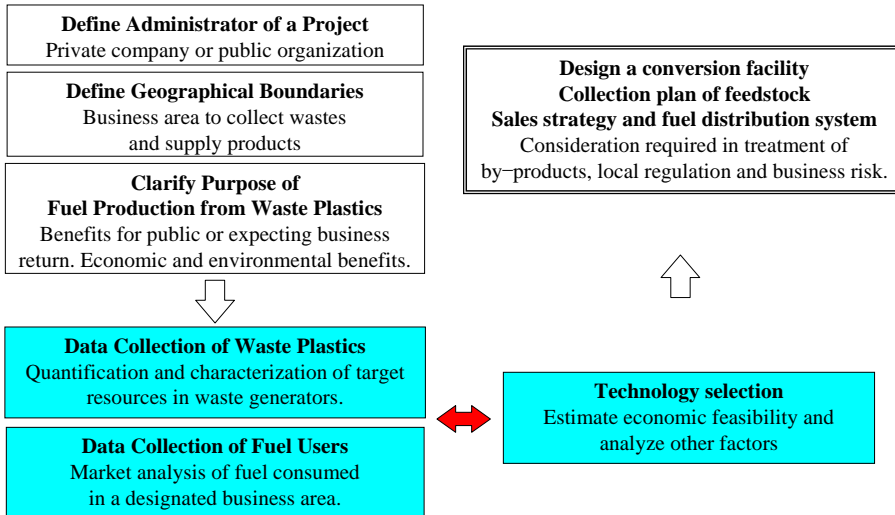 Define Administrator of a Project
Private company or public organization
Define Geographical Boundaries
Business area to collect wastes
and supply products
Clarify Purpose of
Fuel Production from Waste Plastics
Benefits for public or expecting business
return. Economic and environmental benefits.
Data Collection of Waste Plastics
Quantification and characterization of target
resources in waste generators.
Data Collection of Fuel Users
Market analysis of fuel consumed
in a designated business area.
Technology selection
Estimate economic feasibility and
analyze other factors
Design a conversion facility
Collection plan of feedstock
Sales strategy and fuel distribution system
Consideration required in treatment of
by−products, local regulation and business risk.